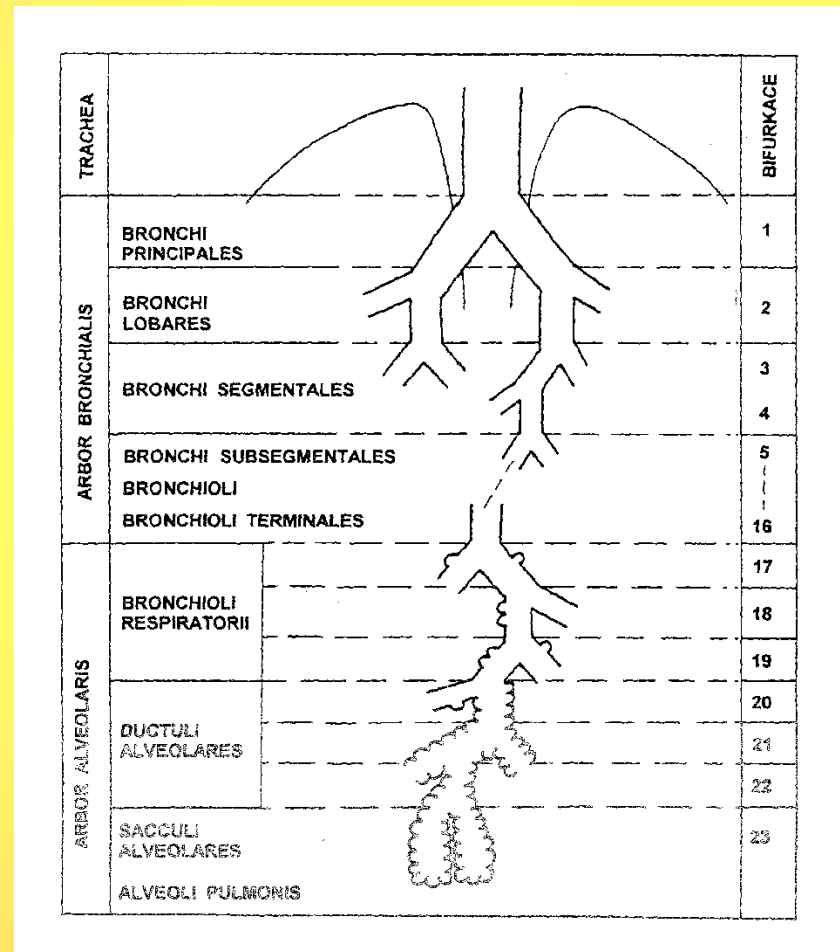 TRACHEA
BIFURKACE
ARBOR BRONCHIALIS
BRONCHI
PRINCIPALES
1
BRONCHI
LOBARES
2
BRONCHI SEGMENTALES
3
4
BRONCHI SUBSEGMENTALES
5
BRONCHIOLI
BRONCHIOLI TERMINALES
16
ARBOR ALVEOLARIS
BRONCHIOLI
RESPIRATORII
17
18
19
DUCTULI
ALVEOLARES
20
21
22
SACCULI
ALVEOLARES
23
ALVEOLI PULMONIS